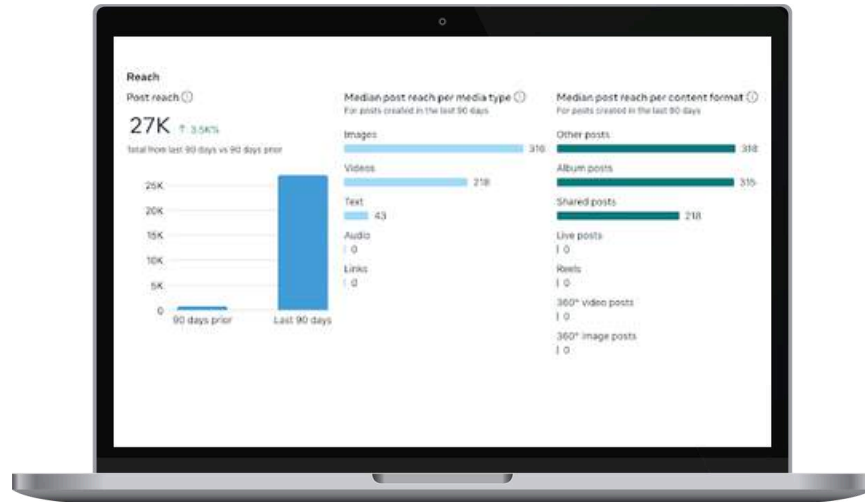 Reach
Post reach
27K ↑ 3.5K%
Total from last 90 days vs 90 days prior
25K
20K
15K
10K
5K
0
90 days prior
Last 90 days
Median post reach per media type
For posts created in the last 90 days
Images
316
Videos
218
Text
43
Audio
0
Links
0
Median post reach per content format
For posts created in the last 90 days
Other posts
318
Album posts
315
Shared posts
218
Live posts
0
Reels
0
360° video posts
0
360° image posts
0